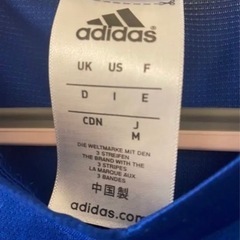 adidas
UK US F
D I E
CDN J
M
DIE WELTMARKE MIT DEN
3 STREIFEN
THE BRAND WITH THE
3 STRIPES
LA MARQUE AUX
3 BANDES
中国製
adidas.com